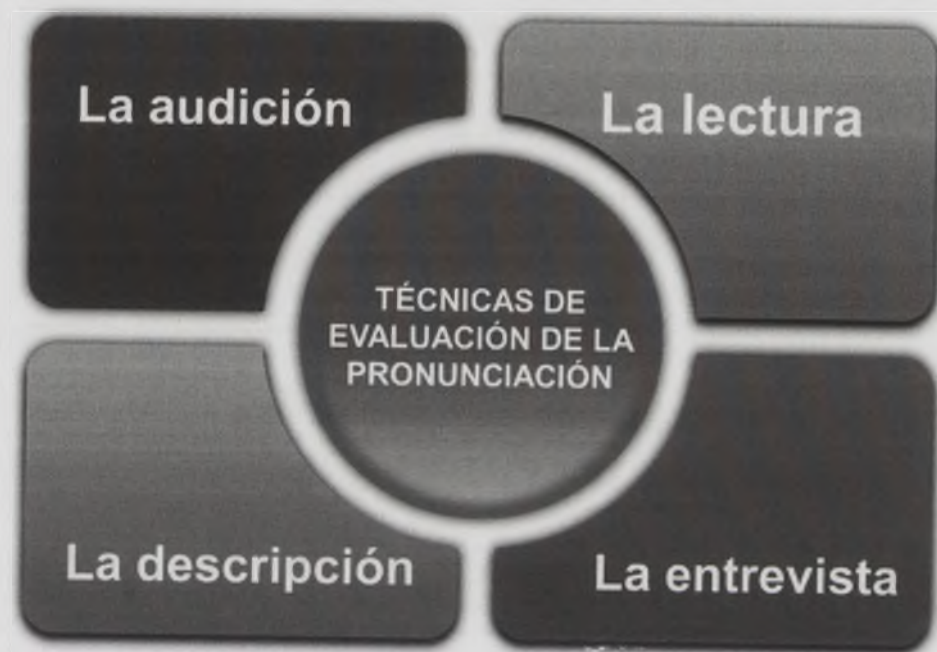 La audición
La lectura
TÉCNICAS DE
EVALUACIÓN DE LA
PRONUNCIACIÓN
La descripción
La entrevista